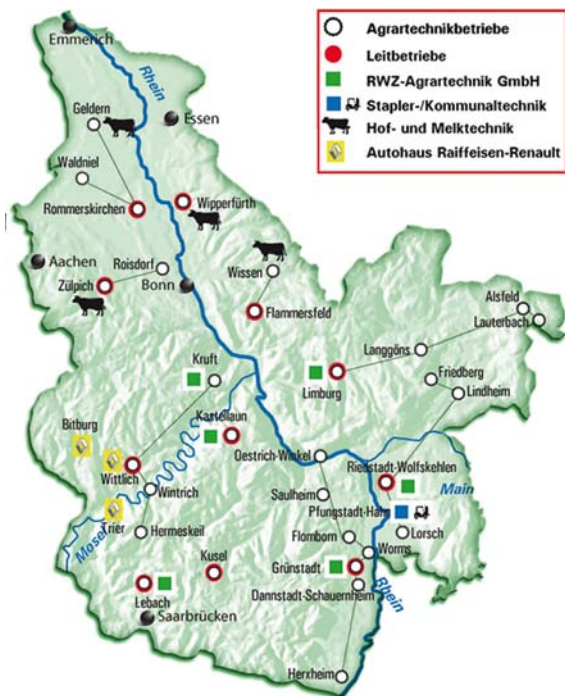 Agrartechnikbetriebe
Leitbetriebe
RWZ-Agrartechnik GmbH
Stapler-/Kommunaltechnik
Hof- und Melktechnik
Autohaus Raiffeisen-Renault
Emmerich
Rhein
Geldern
Essen
Waldniel
Rommerskirchen
Wipperfürth
Aachen
Roisdorf
Wissen
Zülpich
Bonn
Flammersfeld
Alsfeld
Lauterbach
Langgöns
Kruft
Limburg
Friedberg
Lindheim
Kastellaun
Bitburg
Oestrich-Winkel
Wittlich
Riedstadt-Wolfskehlen
Wintrich
Saulheim
Main
Pfungstadt-Hahn
Trier
Mosel
Hermeskeil
Flomborn
Lorsch
Worms
Kusel
Grünstadt
Rhein
Lebach
Dannstadt-Schauernheim
Saarbrücken
Herxheim